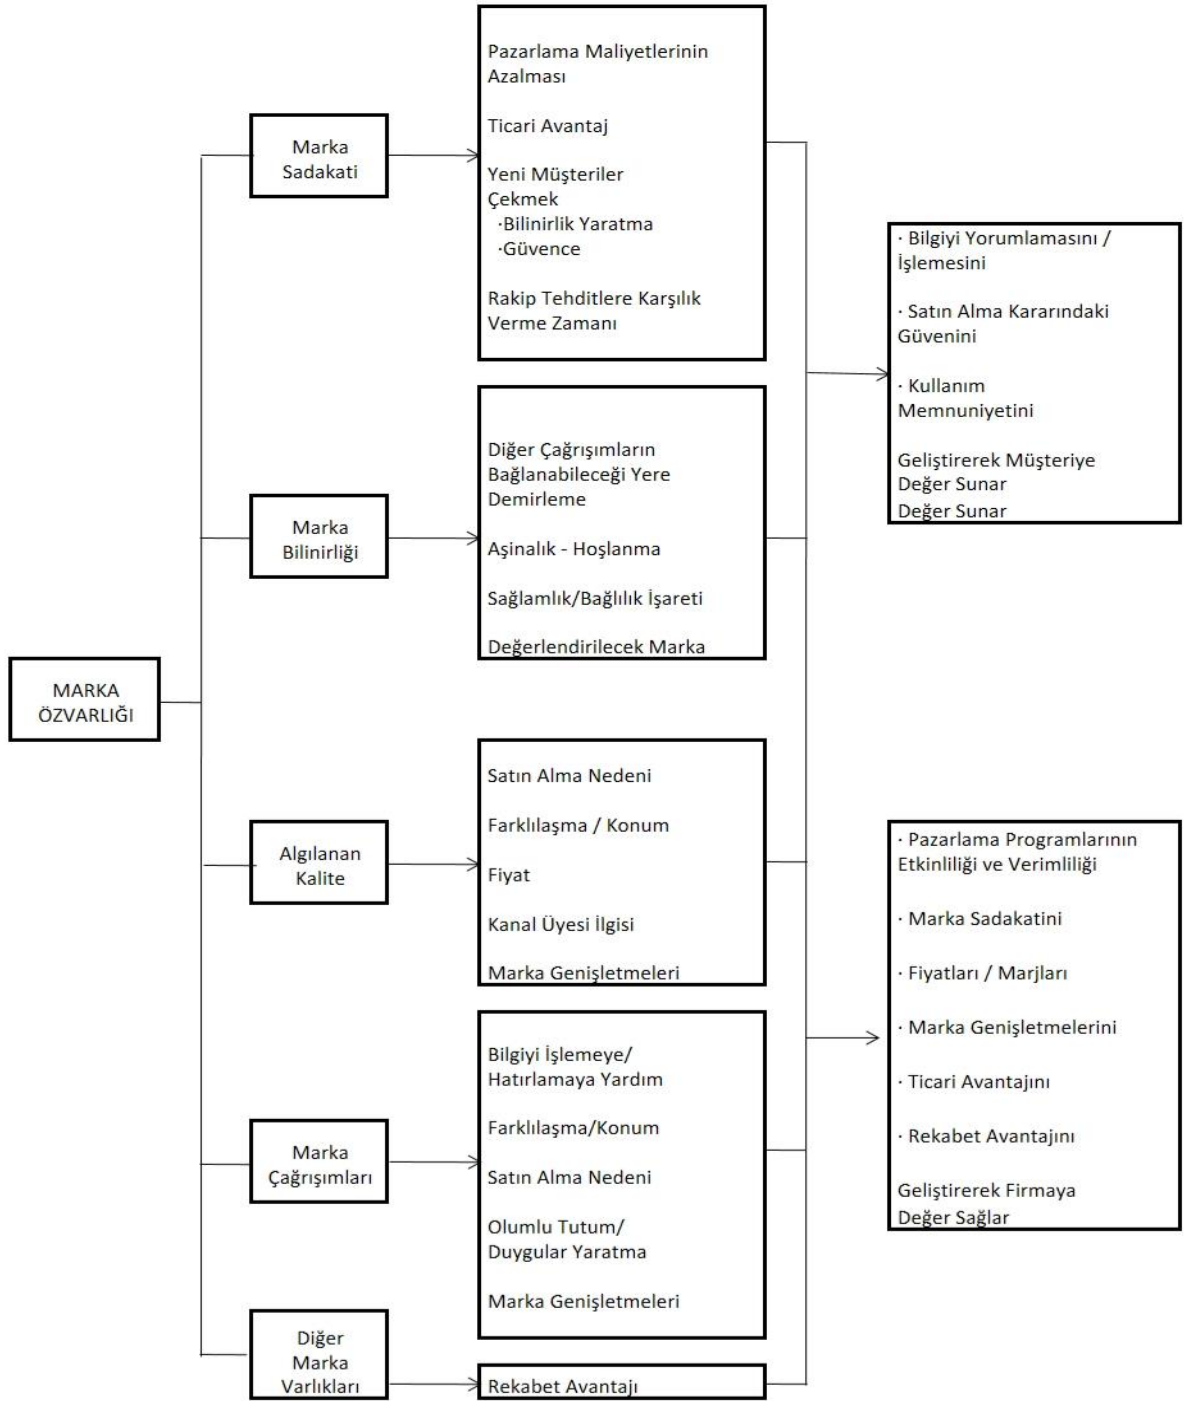 MARKA
ÖZVARLIĞI
Marka
Sadakati
Pazarlama Maliyetlerinin
Azalması
Ticari Avantaj
Yeni Müşteriler
Çekmek
·Bilinirlik Yaratma
·Güvence
Rakip Tehditlere Karşılık
Verme Zamanı
Marka
Bilinirliği
Diğer Çağrışımların
Bağlanabileceği Yere
Demirleme
Aşinalık - Hoşlanma
Sağlamlık/Bağlılık İşareti
Değerlendirilecek Marka
Algılanan
Kalite
Satın Alma Nedeni
Farklılaşma / Konum
Fiyat
Kanal Üyesi İlgisi
Marka Genişletmeleri
Marka
Çağrışımları
Bilgiyi İşlemeye/
Hatırlamaya Yardım
Farklılaşma/Konum
Satın Alma Nedeni
Olumlu Tutum/
Duygular Yaratma
Marka Genişletmeleri
Diğer
Marka
Varlıkları
Rekabet Avantajı
· Bilgiyi Yorumlamasını /
İşlemesini
· Satın Alma Kararındaki
Güvenini
· Kullanım
Memnuniyetini
Geliştirerek Müşteriye
Değer Sunar
Değer Sunar
· Pazarlama Programlarının
Etkinliliği ve Verimliliği
· Marka Sadakatini
· Fiyatları / Marjları
· Marka Genişletmelerini
· Ticari Avantajını
· Rekabet Avantajını
Geliştirerek Firmaya
Değer Sağlar